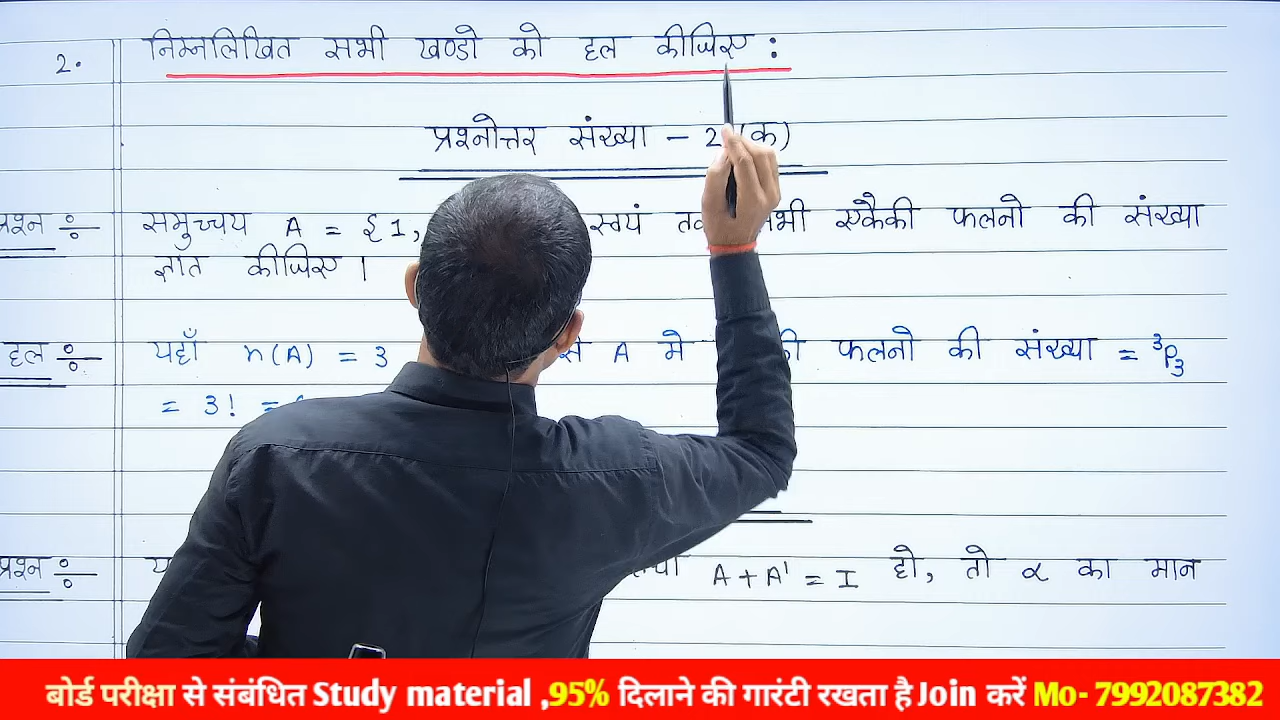 2. निम्नलिखित सभी खण्डो को हल कीजिए :
प्रश्नोत्तर संख्या - 2 (क)
प्रश्न ÷ समुच्चय A = {1, स्वयं सभी एकैकी फलनो की संख्या
ज्ञात कीजिए ।
हल ÷ यहाँ n(A) = 3 से A मे फलनो की संख्या = ³P₃
= 3! =
प्रश्न ÷ A + A' = I हो, तो α का मान
बोर्ड परीक्षा से संबंधित Study material ,95% दिलाने की गारंटी रखता है Join करें Mo- 7992087382